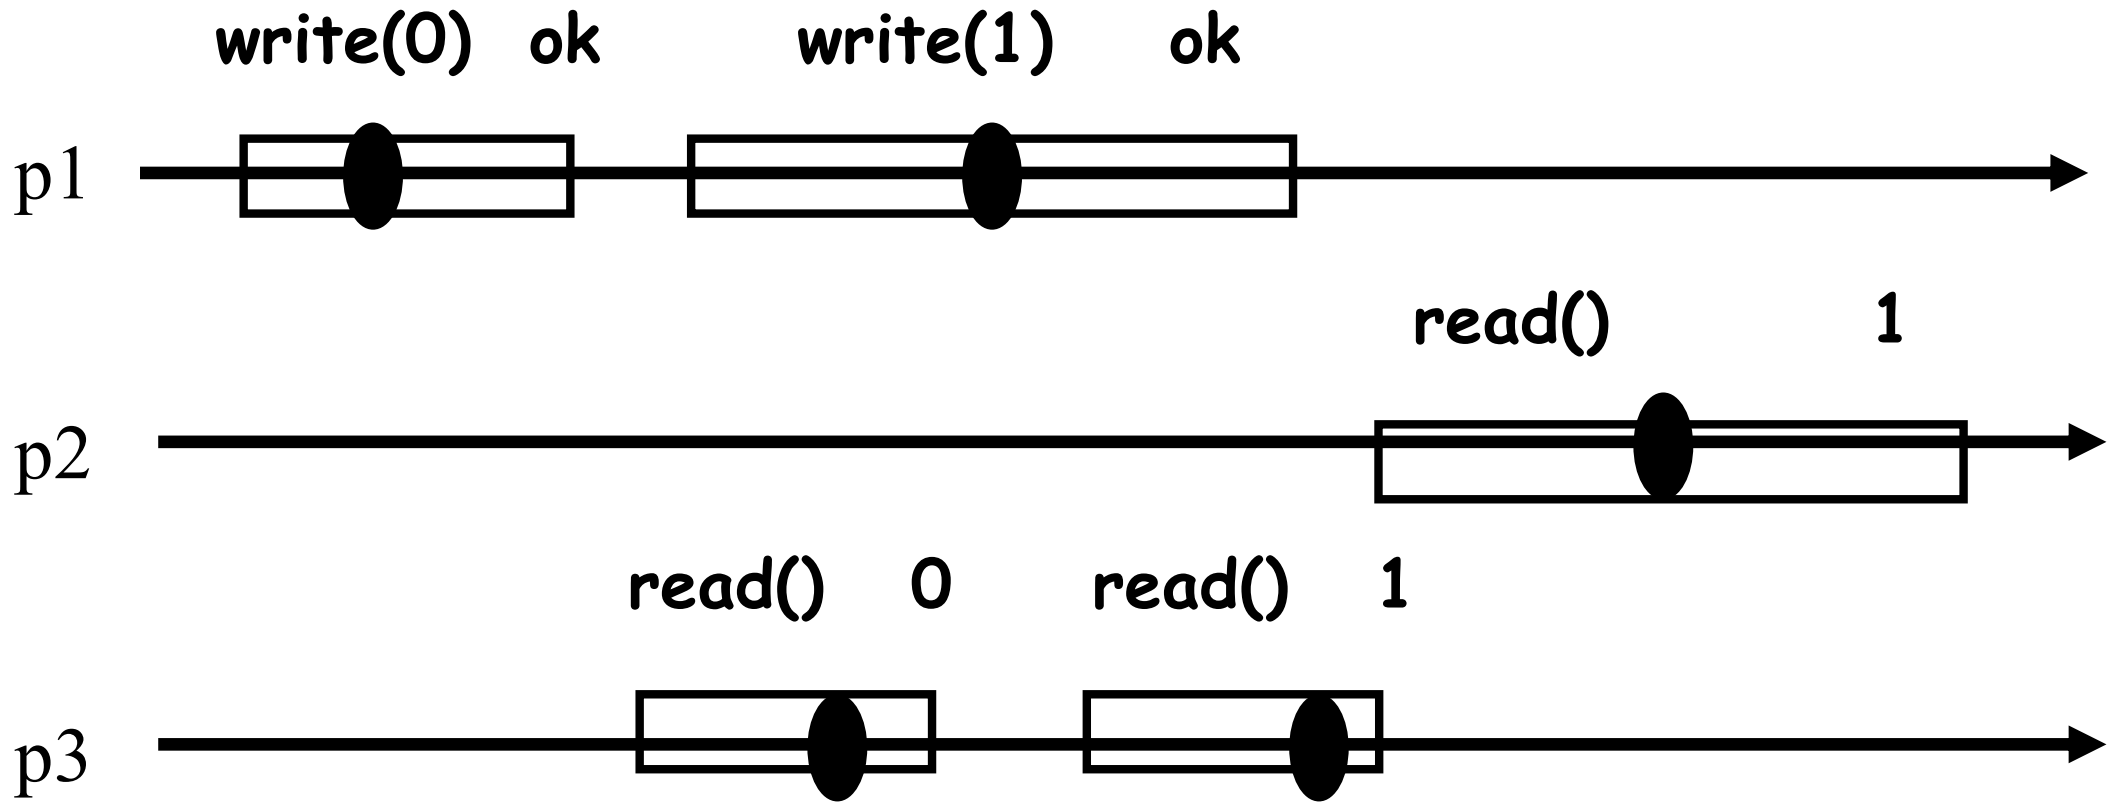 write(0) ok write(1) ok
p1
read() 1
p2
read() 0 read() 1
p3